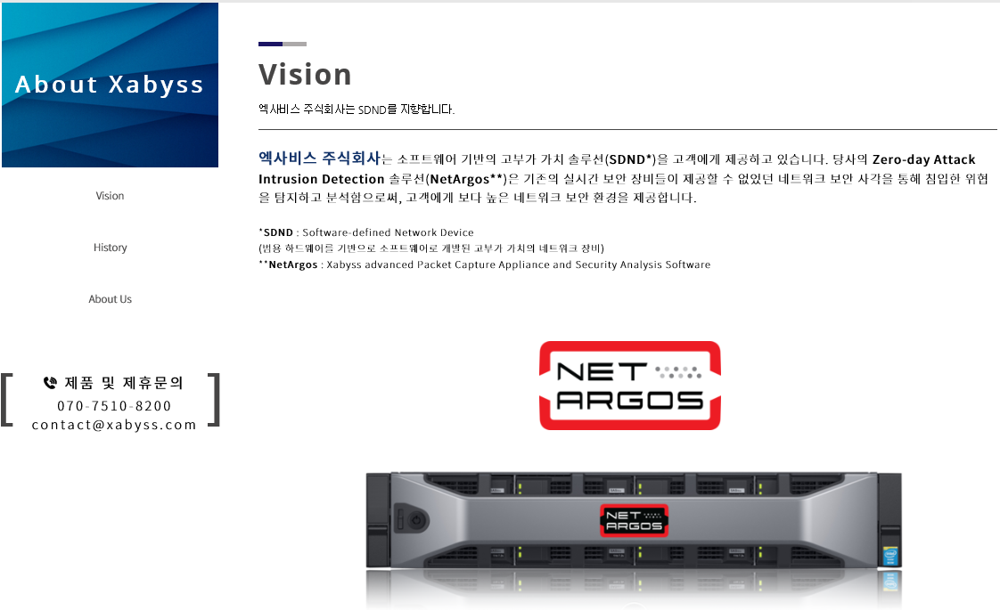 About Xabyss
Vision
History
About Us
제품 및 제휴문의
070-7510-8200
contact@xabyss.com
Vision
엑사비스 주식회사는 SDND를 지향합니다.
엑사비스 주식회사는 소프트웨어 기반의 고부가 가치 솔루션(SDND*)을 고객에게 제공하고 있습니다. 당사의 Zero-day Attack
Intrusion Detection 솔루션(NetArgos**)은 기존의 실시간 보안 장비들이 제공할 수 없었던 네트워크 보안 사각을 통해 침입한 위협
을 탐지하고 분석함으로써, 고객에게 보다 높은 네트워크 보안 환경을 제공합니다.
*SDND : Software-defined Network Device
(범용 하드웨어를 기반으로 소프트웨어로 개발된 고부가 가치의 네트워크 장비)
**NetArgos : Xabyss advanced Packet Capture Appliance and Security Analysis Software
NET
ARGOS
NET
ARGOS